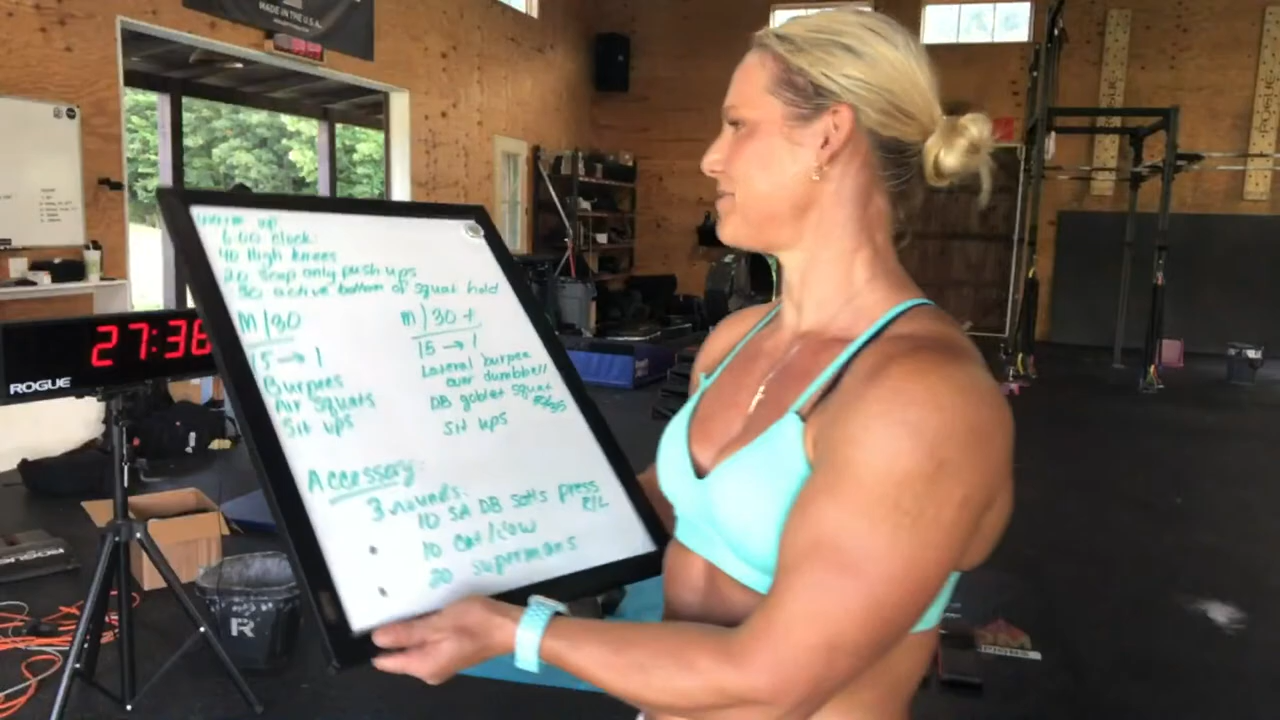 MADE IN THE U.S.A.
warm up
6:00 clock:
40 High knees
20 scap only push ups
30 active bottom of squat hold
M/30
15 → 1
Burpees
Air squats
Sit ups
M/30+
15 → 1
Lateral burpee
over dumbbell
DB goblet squat
Sit ups
Accessory:
3 rounds:
10 SA DB sotts press
R/L
10 Cat/Cow
20 supermans
27:36
ROGUE
R